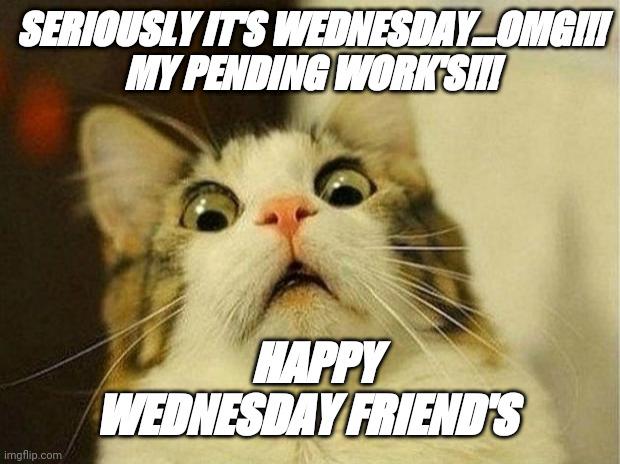 SERIOUSLY IT'S WEDNESDAY...OMG!!!
MY PENDING WORK'S!!!
HAPPY
WEDNESDAY FRIEND'S
imgflip.com